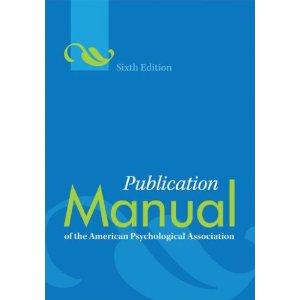 Sixth Edition
Publication
Manual
of the American Psychological Association